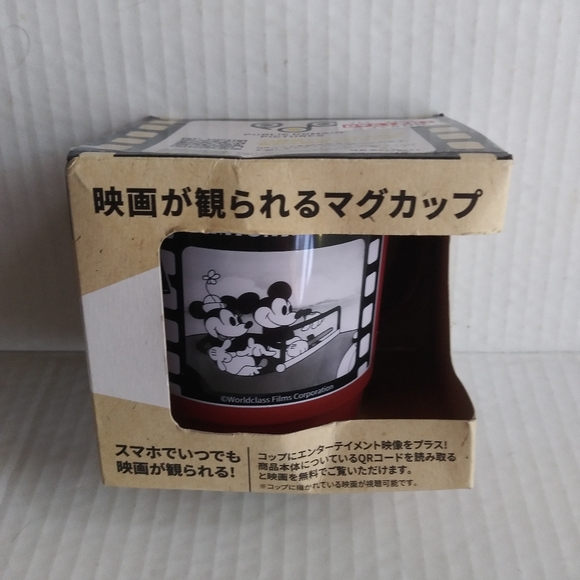 映画が観られるマグカップ
©Worldclass Films Corporation
スマホでいつでも
映画が観られる!
コップにエンターテイメント映像をプラス!
商品本体についているQRコードを読み取る
と映画を無料でご覧いただけます。
※コップに描かれている映画が視聴可能です。